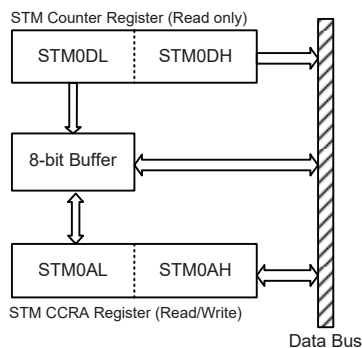 STM Counter Register (Read only)
STM0DL STM0DH
8-bit Buffer
STM0AL STM0AH
STM CCRA Register (Read/Write)
Data Bus